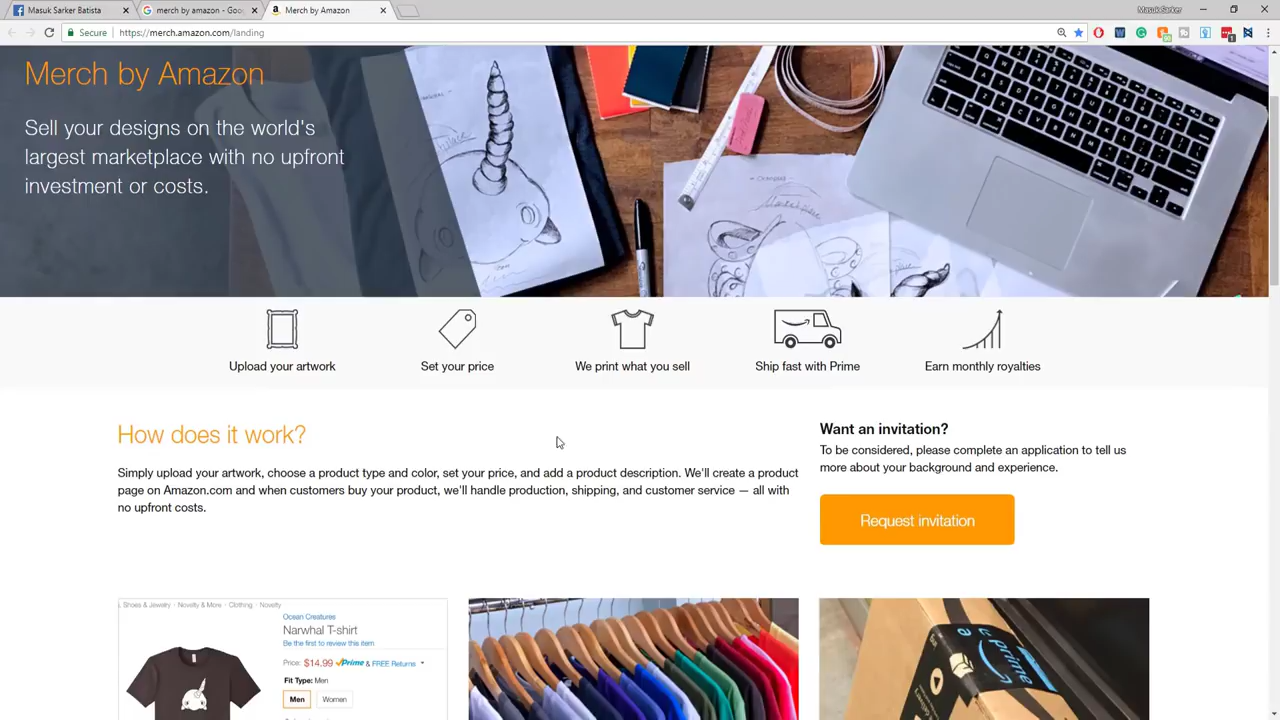 Masuk Sarker Batista
merch by amazon - Goo
Merch by Amazon
Masuk Sarker
Secure
https://merch.amazon.com/landing
Merch by Amazon
Sell your designs on the world's
largest marketplace with no upfront
investment or costs.
Upload your artwork
Set your price
We print what you sell
Ship fast with Prime
Earn monthly royalties
How does it work?
Simply upload your artwork, choose a product type and color, set your price, and add a product description. We'll create a product
page on Amazon.com and when customers buy your product, we'll handle production, shipping, and customer service — all with
no upfront costs.
Want an invitation?
To be considered, please complete an application to tell us
more about your background and experience.
Request invitation
, Shoes & Jewelry › Novelty & More › Clothing › Novelty
Ocean Creatures
Narwhal T-shirt
Be the first to review this item
Price: $14.99 Prime & FREE Returns
Fit Type: Men
Men
Women
prime